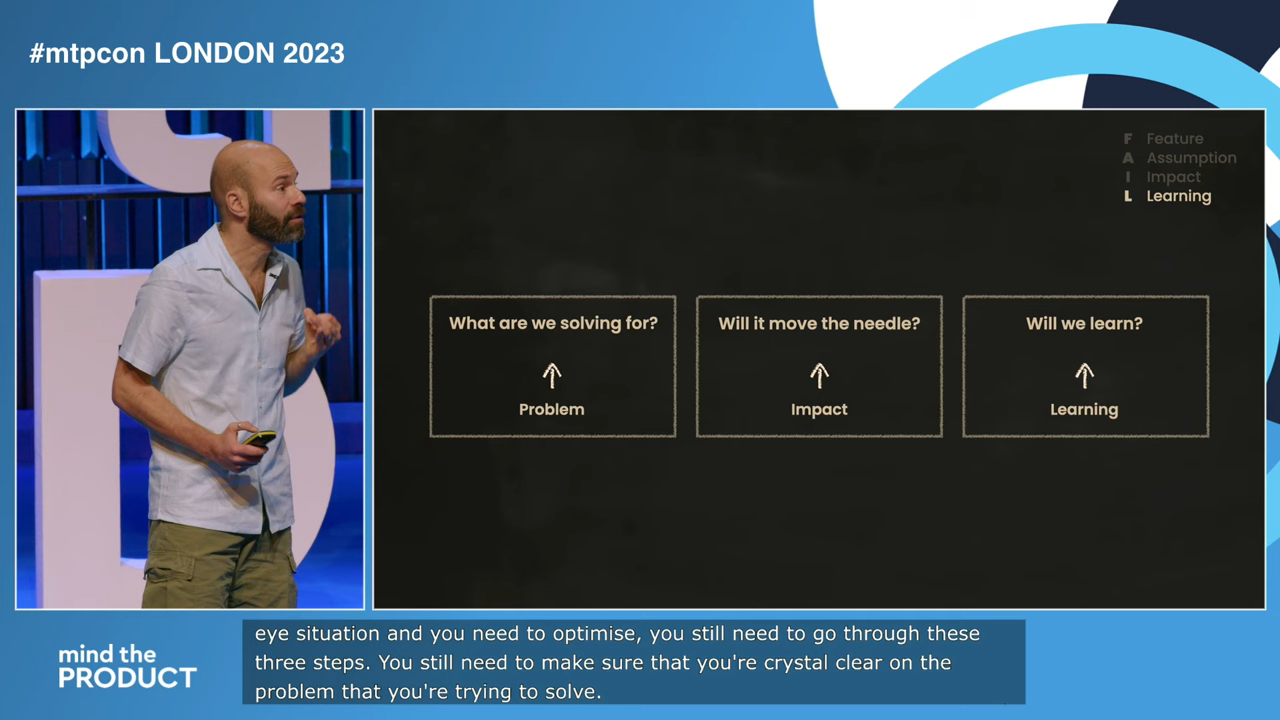 #mtpcon LONDON 2023
F Feature
A Assumption
I Impact
L Learning
What are we solving for?
Problem
Will it move the needle?
Impact
Will we learn?
Learning
mind the
PRODUCT
eye situation and you need to optimise, you still need to go through these
three steps. You still need to make sure that you're crystal clear on the
problem that you're trying to solve.